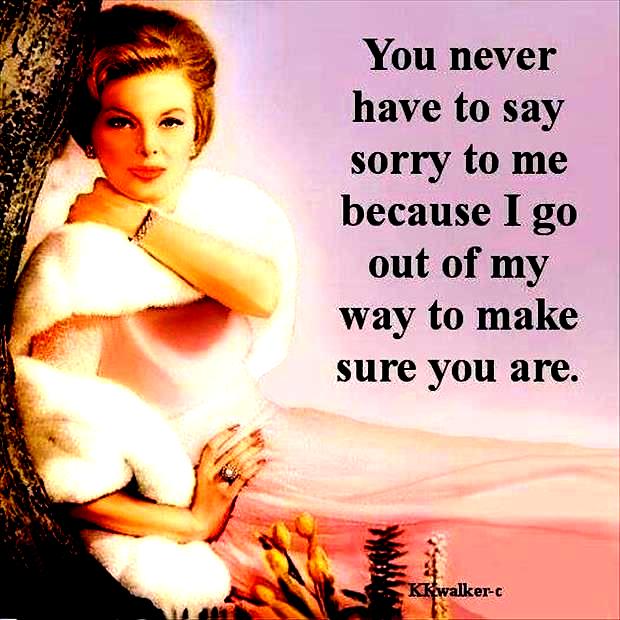 You never
have to say
sorry to me
because I go
out of my
way to make
sure you are.
KKwalker-c